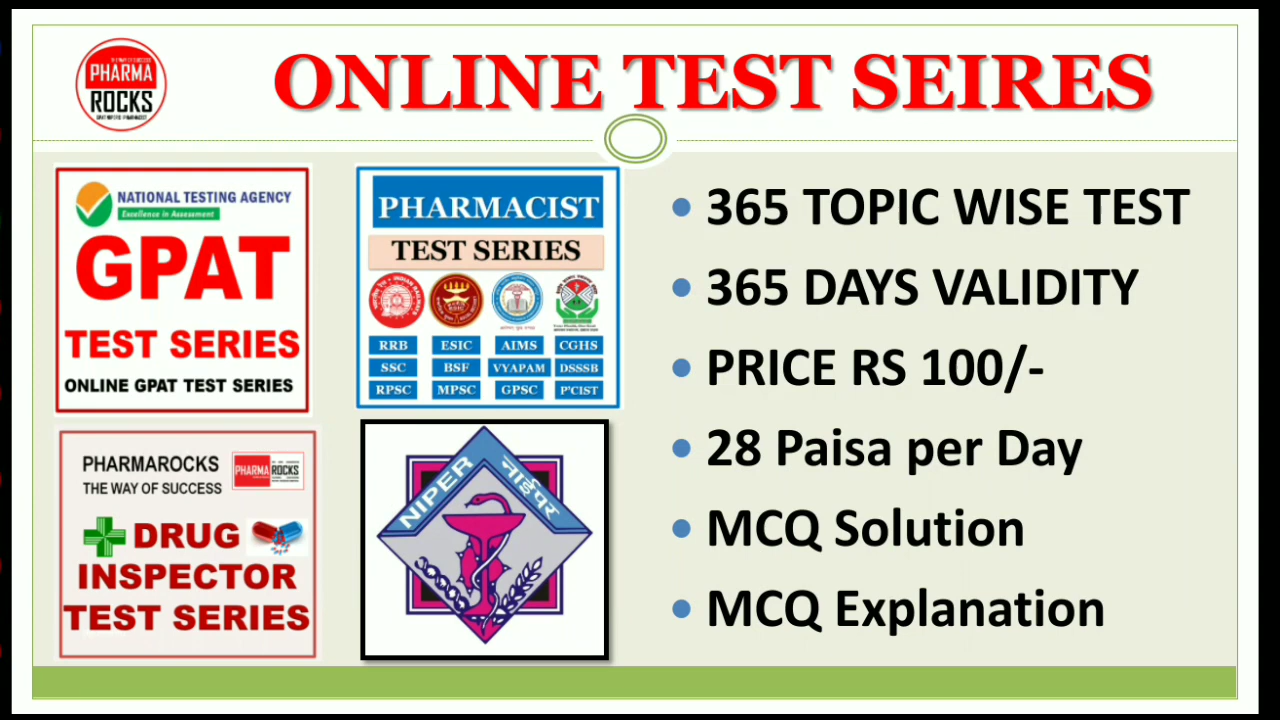 PHARMA
ROCKS
ONLINE TEST SEIRES
NATIONAL TESTING AGENCY
Excellence in Assessment
GPAT
TEST SERIES
ONLINE GPAT TEST SERIES
PHARMACIST
TEST SERIES
RRB ESIC AIMS CGHS
SSC BSF VYAPAM DSSSB
RPSC MPSC GPSC P'CIST
PHARMAROCKS
THE WAY OF SUCCESS
PHARMA ROCKS
DRUG
INSPECTOR
TEST SERIES
NIPER नाईपर
• 365 TOPIC WISE TEST
• 365 DAYS VALIDITY
• PRICE RS 100/-
• 28 Paisa per Day
• MCQ Solution
• MCQ Explanation